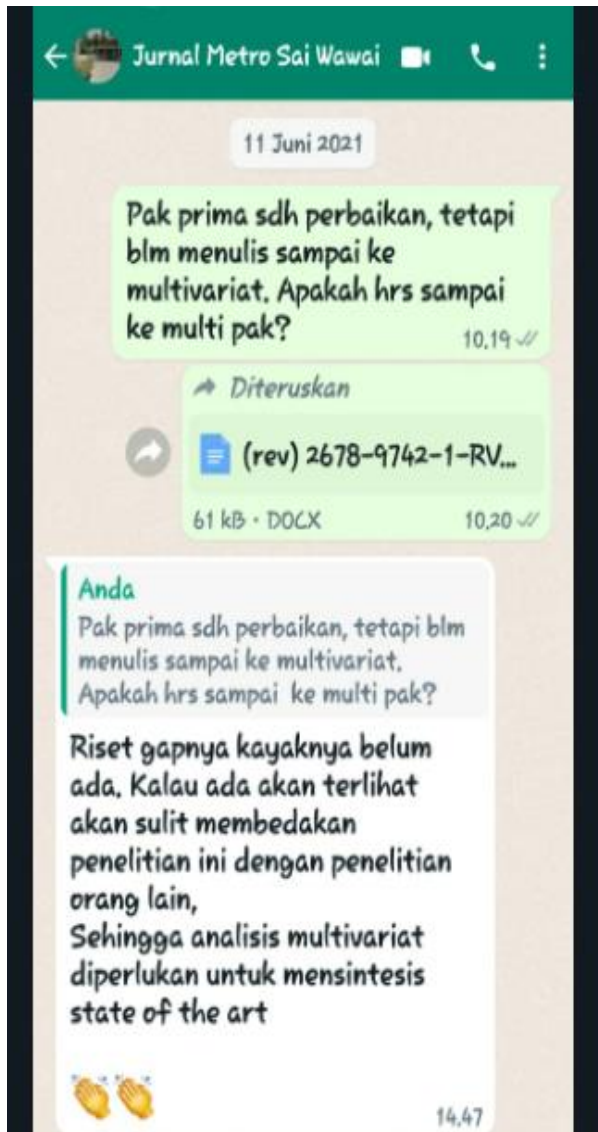 Jurnal Metro Sai Wawai
11 Juni 2021
Pak prima sdh perbaikan, tetapi
blm menulis sampai ke
multivariat. Apakah hrs sampai
ke multi pak?
10.19
Diteruskan
(rev) 2678-9742-1-RV...
61 kB · DOCX
10.20
Anda
Pak prima sdh perbaikan, tetapi blm
menulis sampai ke multivariat.
Apakah hrs sampai ke multi pak?
Riset gapnya kayaknya belum
ada. Kalau ada akan terlihat
akan sulit membedakan
penelitian ini dengan penelitian
orang lain,
Sehingga analisis multivariat
diperlukan untuk mensintesis
state of the art
14.47